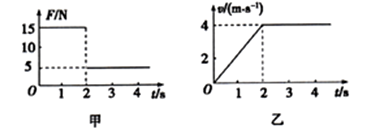 F/N
15
10
5
O 1 2 3 4 t/s
甲
v/(m·s⁻¹)
4
2
O 1 2 3 4 t/s
乙